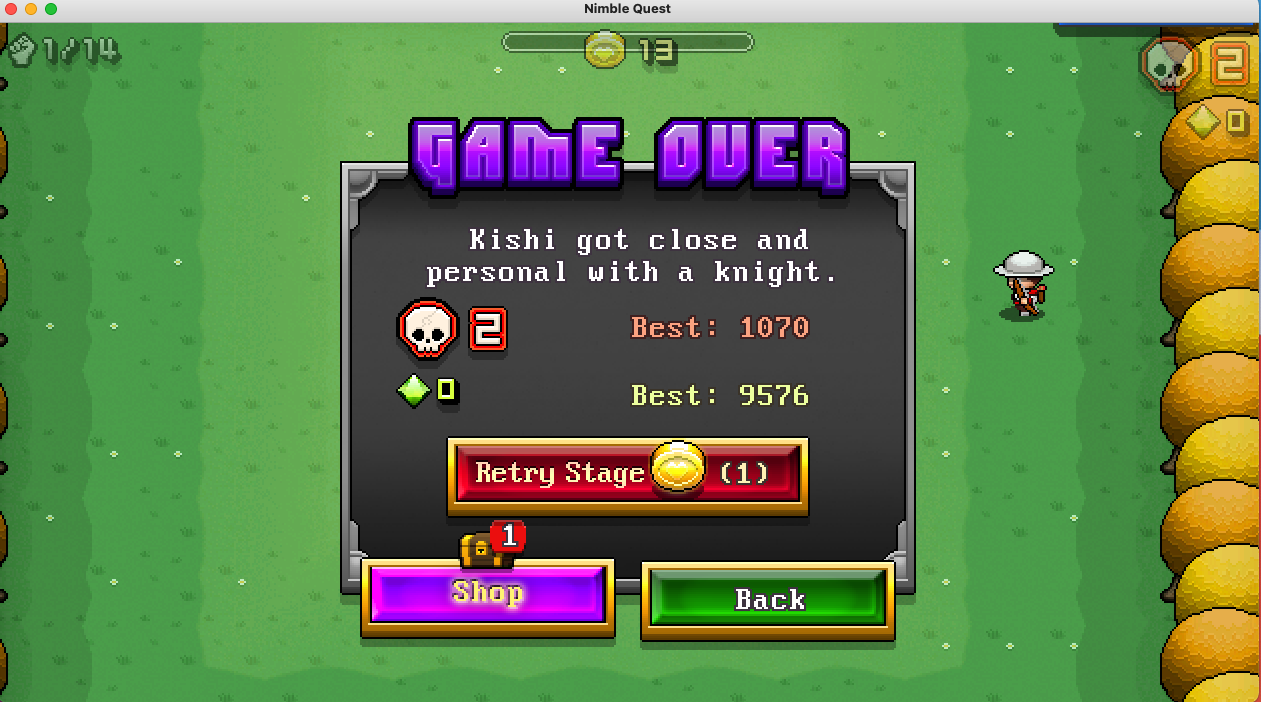 Nimble Quest
1/14
13
2
0
GAME OVER
Kishi got close and
personal with a knight.
2
Best: 1070
0
Best: 9576
Retry Stage (1)
1
Shop
Back